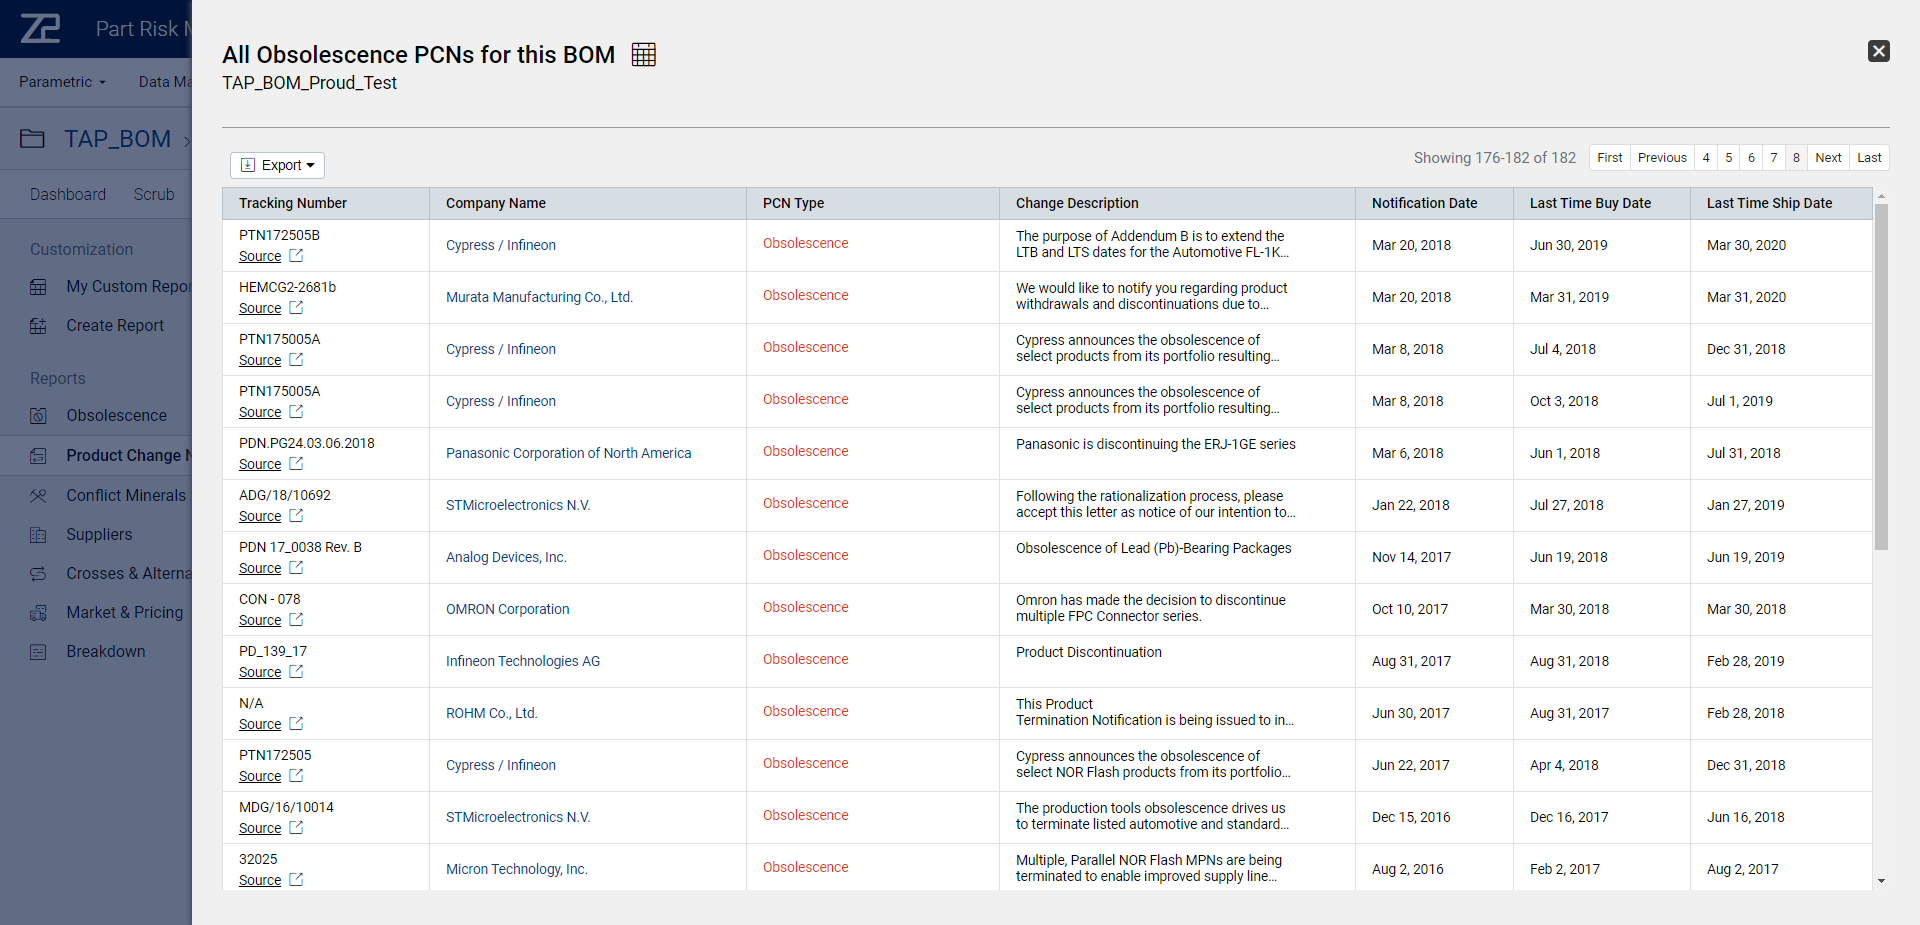 Z2
Part Risk M
Parametric
Data Ma
TAP_BOM >
Dashboard
Scrub
Customization
My Custom Repor
Create Report
Reports
Obsolescence
Product Change N
Conflict Minerals
Suppliers
Crosses & Alterna
Market & Pricing
Breakdown
All Obsolescence PCNs for this BOM
TAP_BOM_Proud_Test
Export
Showing 176-182 of 182
First Previous 4 5 6 7 8 Next Last
Tracking Number Company Name PCN Type Change Description Notification Date Last Time Buy Date Last Time Ship Date
PTN172505B
Source
Cypress / Infineon
Obsolescence
The purpose of Addendum B is to extend the
LTB and LTS dates for the Automotive FL-1K...
Mar 20, 2018
Jun 30, 2019
Mar 30, 2020
HEMCG2-2681b
Source
Murata Manufacturing Co., Ltd.
Obsolescence
We would like to notify you regarding product
withdrawals and discontinuations due to...
Mar 20, 2018
Mar 31, 2019
Mar 31, 2020
PTN175005A
Source
Cypress / Infineon
Obsolescence
Cypress announces the obsolescence of
select products from its portfolio resulting...
Mar 8, 2018
Jul 4, 2018
Dec 31, 2018
PTN175005A
Source
Cypress / Infineon
Obsolescence
Cypress announces the obsolescence of
select products from its portfolio resulting...
Mar 8, 2018
Oct 3, 2018
Jul 1, 2019
PDN.PG24.03.06.2018
Source
Panasonic Corporation of North America
Obsolescence
Panasonic is discontinuing the ERJ-1GE series
Mar 6, 2018
Jun 1, 2018
Jul 31, 2018
ADG/18/10692
Source
STMicroelectronics N.V.
Obsolescence
Following the rationalization process, please
accept this letter as notice of our intention to...
Jan 22, 2018
Jul 27, 2018
Jan 27, 2019
PDN 17_0038 Rev. B
Source
Analog Devices, Inc.
Obsolescence
Obsolescence of Lead (Pb)-Bearing Packages
Nov 14, 2017
Jun 19, 2018
Jun 19, 2019
CON - 078
Source
OMRON Corporation
Obsolescence
Omron has made the decision to discontinue
multiple FPC Connector series.
Oct 10, 2017
Mar 30, 2018
Mar 30, 2018
PD_139_17
Source
Infineon Technologies AG
Obsolescence
Product Discontinuation
Aug 31, 2017
Aug 31, 2018
Feb 28, 2019
N/A
Source
ROHM Co., Ltd.
Obsolescence
This Product
Termination Notification is being issued to in...
Jun 30, 2017
Aug 31, 2017
Feb 28, 2018
PTN172505
Source
Cypress / Infineon
Obsolescence
Cypress announces the obsolescence of
select NOR Flash products from its portfolio...
Jun 22, 2017
Apr 4, 2018
Dec 31, 2018
MDG/16/10014
Source
STMicroelectronics N.V.
Obsolescence
The production tools obsolescence drives us
to terminate listed automotive and standard...
Dec 15, 2016
Dec 16, 2017
Jun 16, 2018
32025
Source
Micron Technology, Inc.
Obsolescence
Multiple, Parallel NOR Flash MPNs are being
terminated to enable improved supply line...
Aug 2, 2016
Feb 2, 2017
Aug 2, 2017